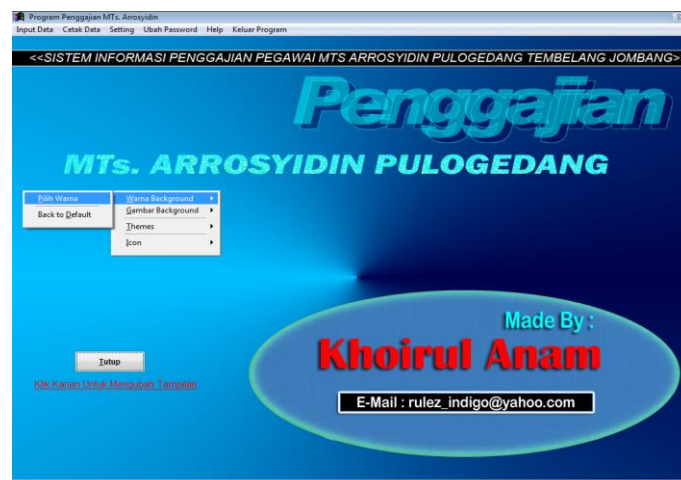 Program Penggajian MTs. Arrosyidin
Input Data Cetak Data Setting Ubah Password Help Keluar Program
<<SISTEM INFORMASI PENGGAJIAN PEGAWAI MTS ARROSYIDIN PULOGEDANG TEMBELANG JOMBANG>
Penggajian
MTs. ARROSYIDIN PULOGEDANG
Pilih Warna
Back to Default
Warna Background
Gambar Background
Themes
Icon
Made By :
Khoirul Anam
E-Mail : rulez_indigo@yahoo.com
Tutup
Klik Kanan Untuk Mengubah Tampilan